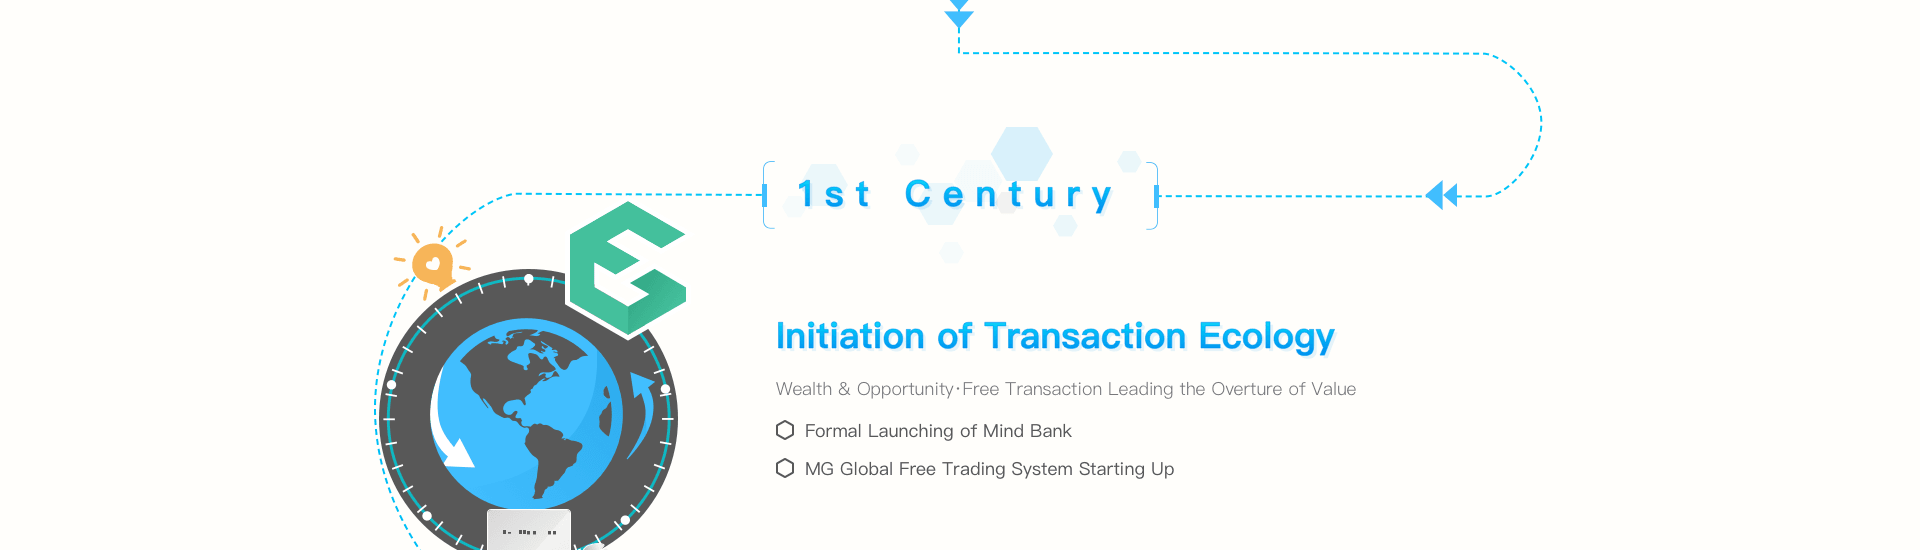 1st Century
Initiation of Transaction Ecology
Wealth & Opportunity·Free Transaction Leading the Overture of Value
Formal Launching of Mind Bank
MG Global Free Trading System Starting Up